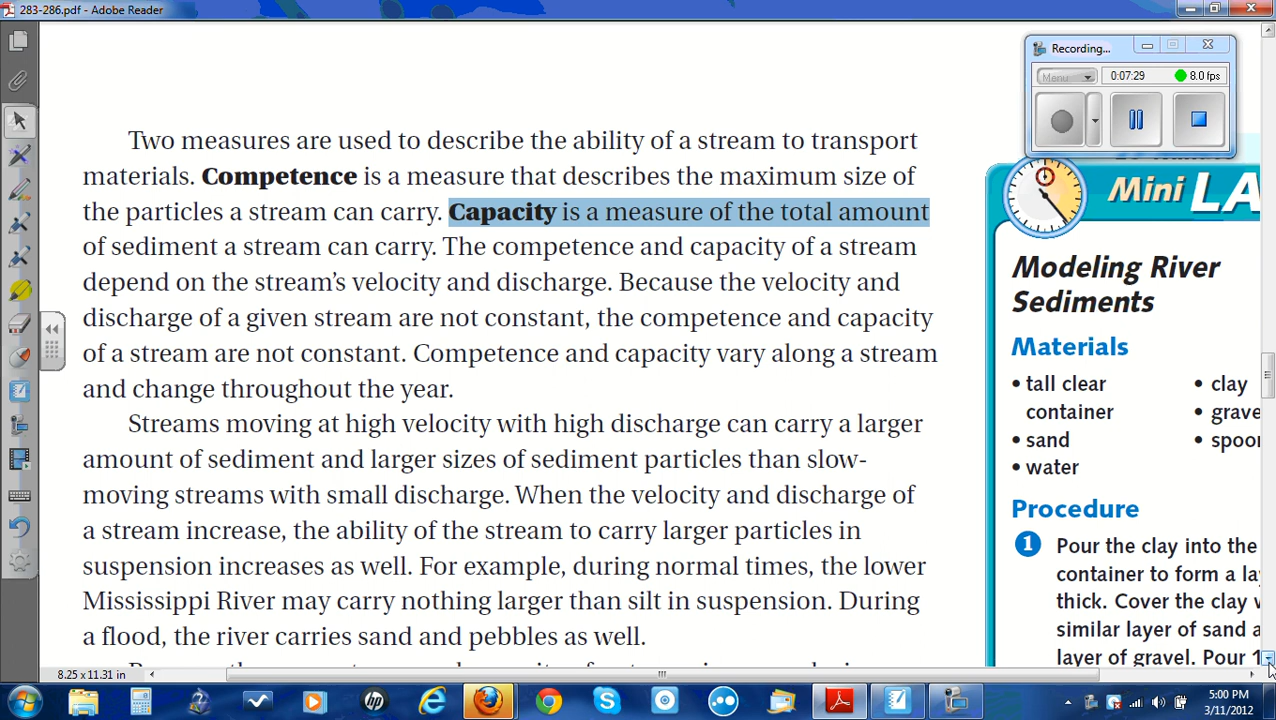 283-286.pdf - Adobe Reader
Recording...
Menu
0:07:29
8.0 fps
Two measures are used to describe the ability of a stream to transport
materials. Competence is a measure that describes the maximum size of
the particles a stream can carry. Capacity is a measure of the total amount
of sediment a stream can carry. The competence and capacity of a stream
depend on the stream's velocity and discharge. Because the velocity and
discharge of a given stream are not constant, the competence and capacity
of a stream are not constant. Competence and capacity vary along a stream
and change throughout the year.
Streams moving at high velocity with high discharge can carry a larger
amount of sediment and larger sizes of sediment particles than slow-
moving streams with small discharge. When the velocity and discharge of
a stream increase, the ability of the stream to carry larger particles in
suspension increases as well. For example, during normal times, the lower
Mississippi River may carry nothing larger than silt in suspension. During
a flood, the river carries sand and pebbles as well.
Mini LA
Modeling River
Sediments
Materials
• tall clear
container
• sand
• water
• clay
• grave
• spoo
Procedure
1 Pour the clay into the
container to form a la
thick. Cover the clay
similar layer of sand a
layer of gravel. Pour 1
8.25 x 11.31 in
5:00 PM
3/11/2012